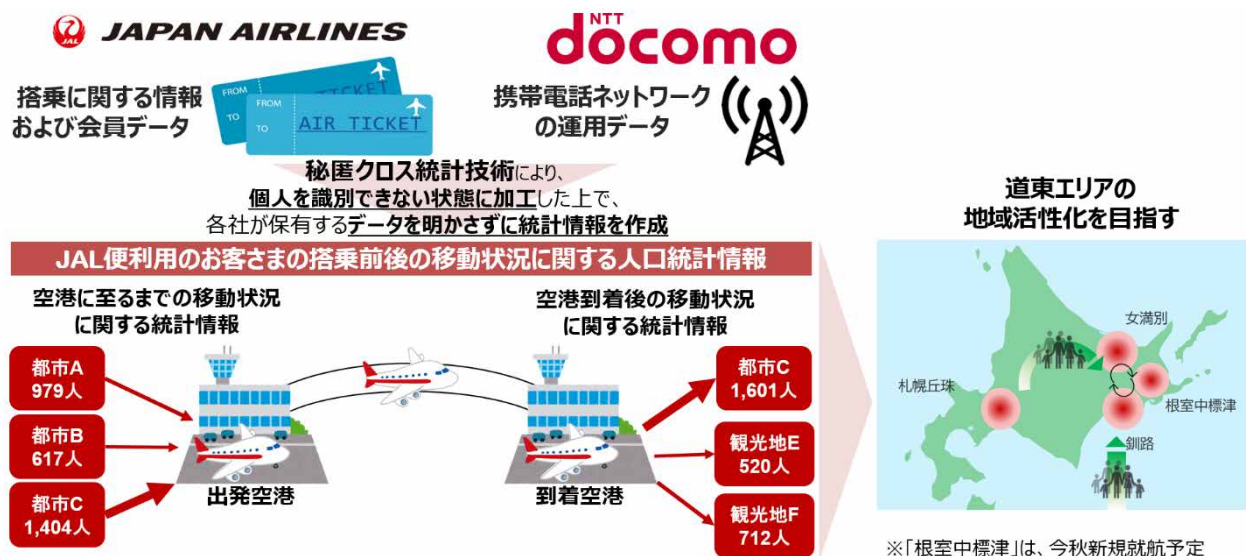 JAL
JAPAN AIRLINES
搭乗に関する情報
および会員データ
FROM
TO
TICKET
FROM
TO
AIR TICKET
NTT
docomo
携帯電話ネットワーク
の運用データ
秘匿クロス統計技術により、
個人を識別できない状態に加工した上で、
各社が保有するデータを明かさずに統計情報を作成
JAL便利用のお客さまの搭乗前後の移動状況に関する人口統計情報
空港に至るまでの移動状況
に関する統計情報
都市A
979人
都市B
617人
都市C
1,404人
出発空港
空港到着後の移動状況
に関する統計情報
到着空港
都市C
1,601人
観光地E
520人
観光地F
712人
道東エリアの
地域活性化を目指す
女満別
札幌丘珠
根室中標津
釧路
※「根室中標津」は、今秋新規就航予定